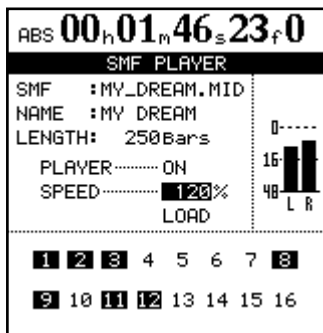 ABS 00h01m46s23f0
SMF PLAYER
SMF :MY_DREAM.MID
NAME :MY DREAM
LENGTH: 250Bars
PLAYER ON
SPEED 120%
LOAD
0
16
48
L R
1 2 3 4 5 6 7 8
9 10 11 12 13 14 15 16